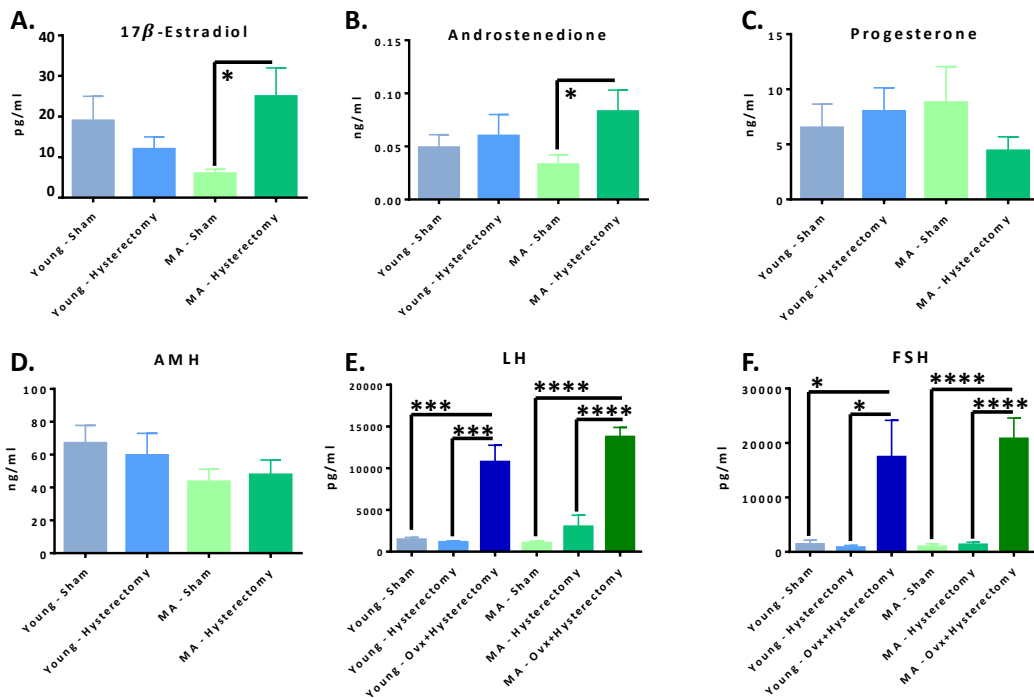 A.
17β-Estradiol
pg/ml
40
30
20
10
0
*
Young-Sham
Young-Hysterectomy
MA-Sham
MA-Hysterectomy
B.
Androstenedione
ng/ml
0.15
0.10
0.05
0.00
*
Young-Sham
Young-Hysterectomy
MA-Sham
MA-Hysterectomy
C.
Progesterone
ng/ml
15
10
5
0
Young-Sham
Young-Hysterectomy
MA-Sham
MA-Hysterectomy
D.
AMH
ng/ml
100
80
60
40
20
0
Young-Sham
Young-Hysterectomy
MA-Sham
MA-Hysterectomy
E.
LH
pg/ml
20000
15000
10000
5000
0
***
***
****
****
Young-Sham
Young-Hysterectomy
Young-Ovx+Hysterectomy
MA-Sham
MA-Hysterectomy
MA-Ovx+Hysterectomy
F.
FSH
pg/ml
30000
20000
10000
0
*
*
****
****
Young-Sham
Young-Hysterectomy
Young-Ovx+Hysterectomy
MA-Sham
MA-Hysterectomy
MA-Ovx+Hysterectomy